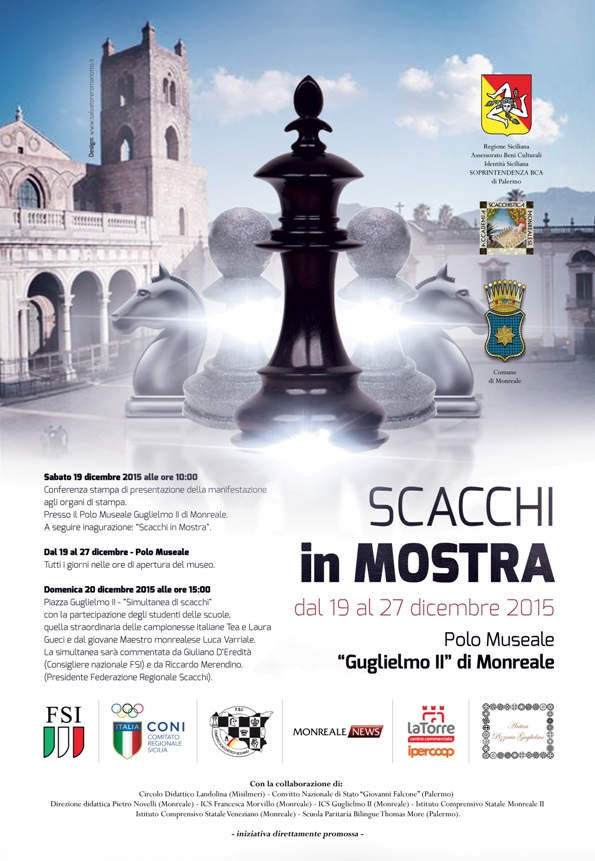 Design: www.salvatoreromanotto.it
Regione Siciliana
Assessorato Beni Culturali
Identità Siciliana
SOPRINTENDENZA BCA
di Palermo
ACCADEMIA
SCACCHISTICA
MONREALESE
Comune
di Monreale
Sabato 19 dicembre 2015 alle ore 10:00
Conferenza stampa di presentazione della manifestazione
agli organi di stampa.
Presso il Polo Museale Guglielmo II di Monreale.
A seguire inagurazione: "Scacchi in Mostra".
Dal 19 al 27 dicembre - Polo Museale
Tutti i giorni nelle ore di apertura del museo.
Domenica 20 dicembre 2015 alle ore 15:00
Piazza Guglielmo II - "Simultanea di scacchi"
con la partecipazione degli studenti delle scuole,
quella straordinaria delle campionesse italiane Tea e Laura
Gueci e dal giovane Maestro monrealese Luca Varriale.
La simultanea sarà commentata da Giuliano D'Eredità
(Consigliere nazionale FSI) e da Riccardo Merendino.
(Presidente Federazione Regionale Scacchi).
SCACCHI
in MOSTRA
dal 19 al 27 dicembre 2015
Polo Museale
"Guglielmo II" di Monreale
FSI
ITALIA
CONI
COMITATO
REGIONALE
SICILIA
F.S.I.
MONREALE NEWS
laTorre
centro commerciale
ipercoop
Antica
Pizzeria Guglielmo
Con la collaborazione di:
Circolo Didattico Landolina (Misilmeri) - Convitto Nazionale di Stato "Giovanni Falcone" (Palermo)
Direzione didattica Pietro Novelli (Monreale) - ICS Francesca Morvillo (Monreale) - ICS Guglielmo II (Monreale) - Istituto Comprensivo Statale Monreale II
Istituto Comprensivo Statale Veneziano (Monreale) - Scuola Paritaria Bilingue Thomas More (Palermo).
- iniziativa direttamente promossa -